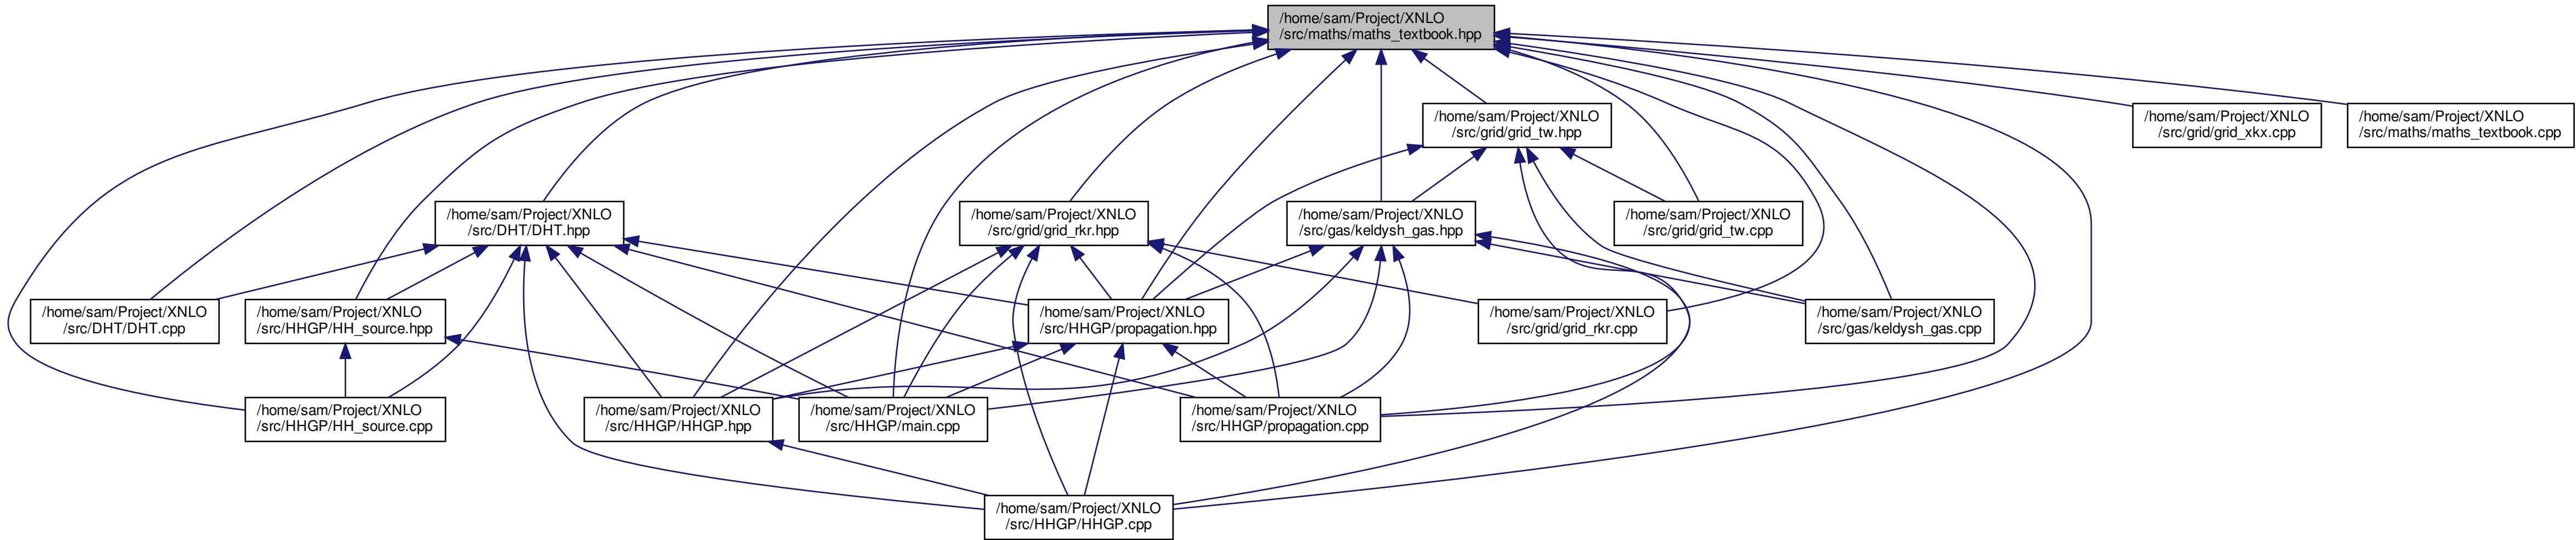 /home/sam/Project/XNLO
/src/maths/maths_textbook.hpp
/home/sam/Project/XNLO
/src/grid/grid_tw.hpp
/home/sam/Project/XNLO
/src/grid/grid_xkx.cpp
/home/sam/Project/XNLO
/src/maths/maths_textbook.cpp
/home/sam/Project/XNLO
/src/DHT/DHT.hpp
/home/sam/Project/XNLO
/src/grid/grid_rkr.hpp
/home/sam/Project/XNLO
/src/gas/keldysh_gas.hpp
/home/sam/Project/XNLO
/src/grid/grid_tw.cpp
/home/sam/Project/XNLO
/src/DHT/DHT.cpp
/home/sam/Project/XNLO
/src/HHGP/HH_source.hpp
/home/sam/Project/XNLO
/src/HHGP/propagation.hpp
/home/sam/Project/XNLO
/src/grid/grid_rkr.cpp
/home/sam/Project/XNLO
/src/gas/keldysh_gas.cpp
/home/sam/Project/XNLO
/src/HHGP/HH_source.cpp
/home/sam/Project/XNLO
/src/HHGP/HHGP.hpp
/home/sam/Project/XNLO
/src/HHGP/main.cpp
/home/sam/Project/XNLO
/src/HHGP/propagation.cpp
/home/sam/Project/XNLO
/src/HHGP/HHGP.cpp